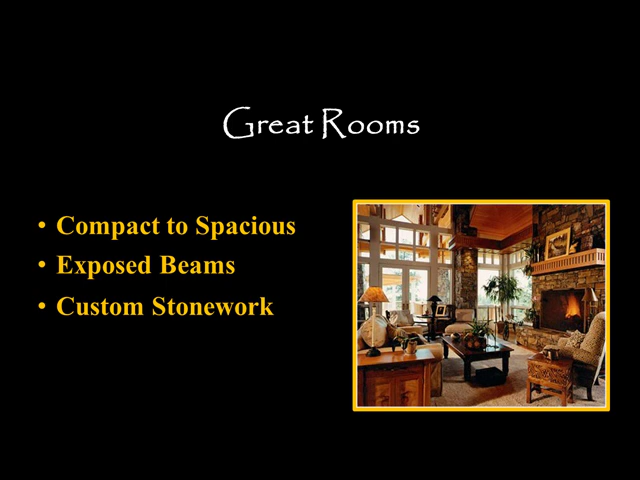 Great Rooms
• Compact to Spacious
• Exposed Beams
• Custom Stonework